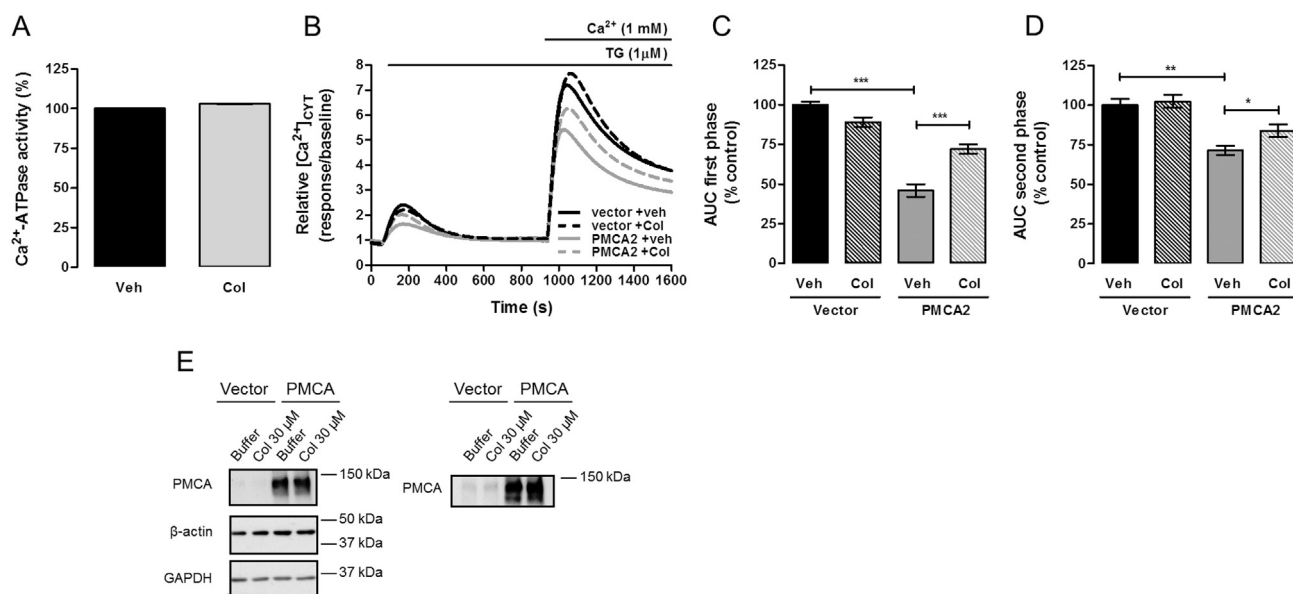 A
Ca²⁺-ATPase activity (%)
125
100
75
50
25
0
Veh
Col
B
Ca²⁺ (1 mM)
TG (1μM)
Relative [Ca²⁺]CYT
(response/baseline)
8
7
6
5
4
3
2
1
0
vector +veh
vector +Col
PMCA2 +veh
PMCA2 +Col
0
200
400
600
800
1000
1200
1400
1600
Time (s)
C
AUC first phase
(% control)
125
100
75
50
25
0
***
***
Veh
Col
Veh
Col
Vector
PMCA2
D
AUC second phase
(% control)
125
100
75
50
25
0
**
*
Veh
Col
Veh
Col
Vector
PMCA2
E
Vector
PMCA
Buffer
Col 30 μM
Buffer
Col 30 μM
PMCA
150 kDa
β-actin
50 kDa
37 kDa
GAPDH
37 kDa
Vector
PMCA
Buffer
Col 30 μM
Buffer
Col 30 μM
PMCA
150 kDa